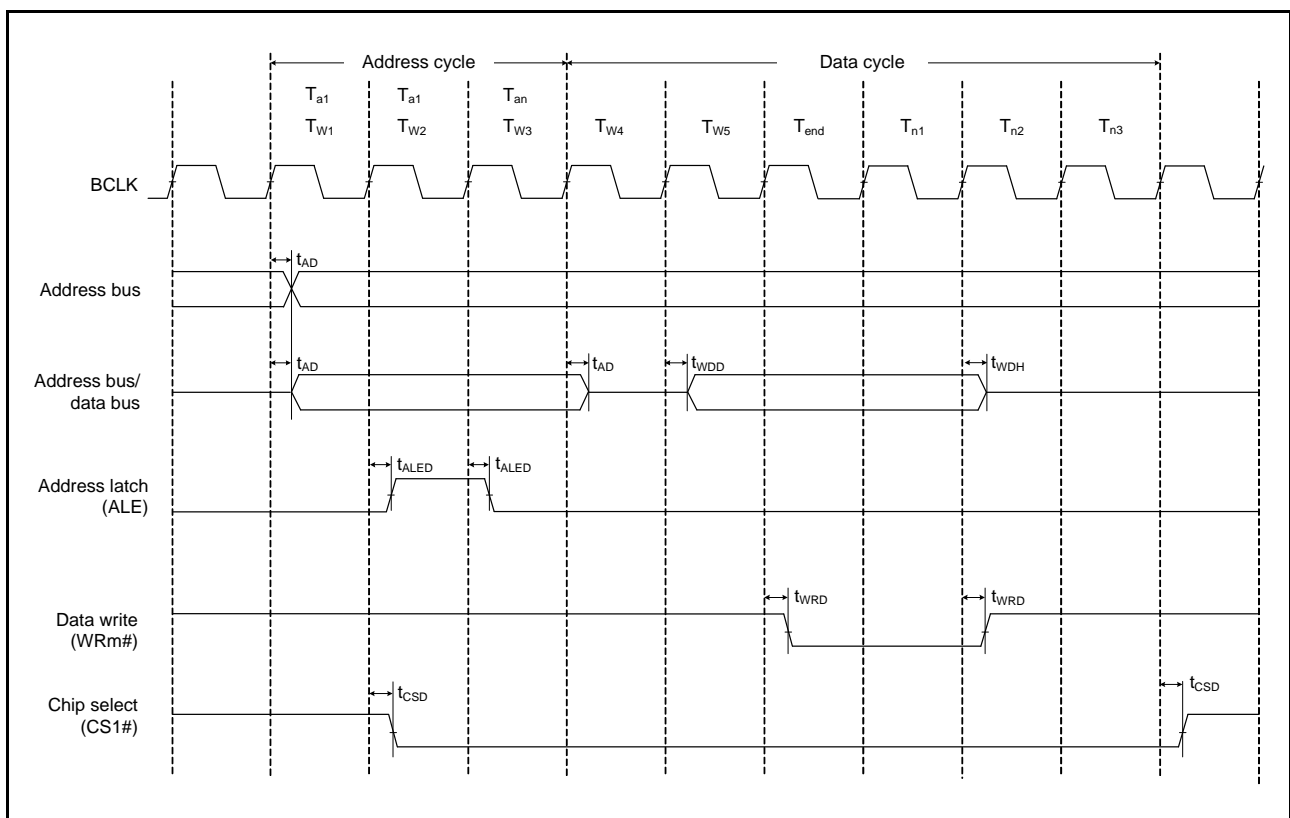 Address cycle Data cycle
Ta1 Ta1 Tan
TW1 TW2 TW3 TW4 TW5 Tend Tn1 Tn2 Tn3
BCLK
tAD
Address bus
tAD tAD tWDD tWDH
Address bus/
data bus
tALED tALED
Address latch
(ALE)
tWRD tWRD
Data write
(WRm#)
tCSD tCSD
Chip select
(CS1#)